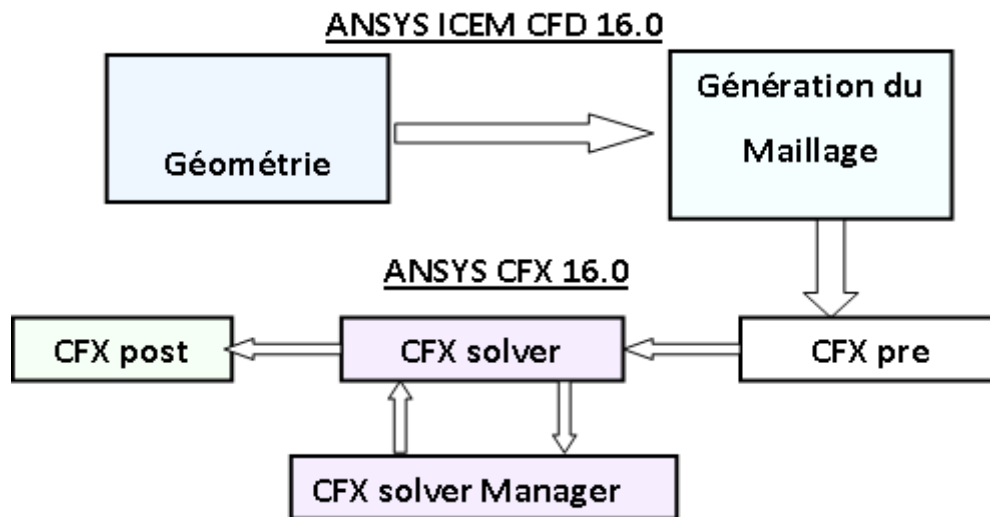 ANSYS ICEM CFD 16.0
Géométrie
Génération du
Maillage
ANSYS CFX 16.0
CFX post
CFX solver
CFX pre
CFX solver Manager